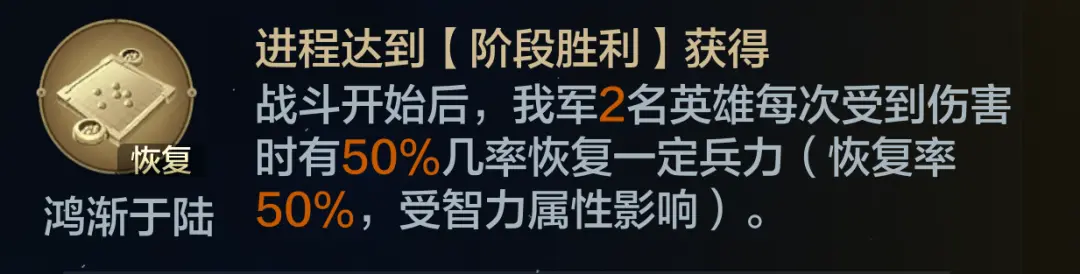 进程达到【阶段胜利】获得
战斗开始后，我军2名英雄每次受到伤害
时有50%几率恢复一定兵力（恢复率
50%，受智力属性影响）。
恢复
鸿渐于陆